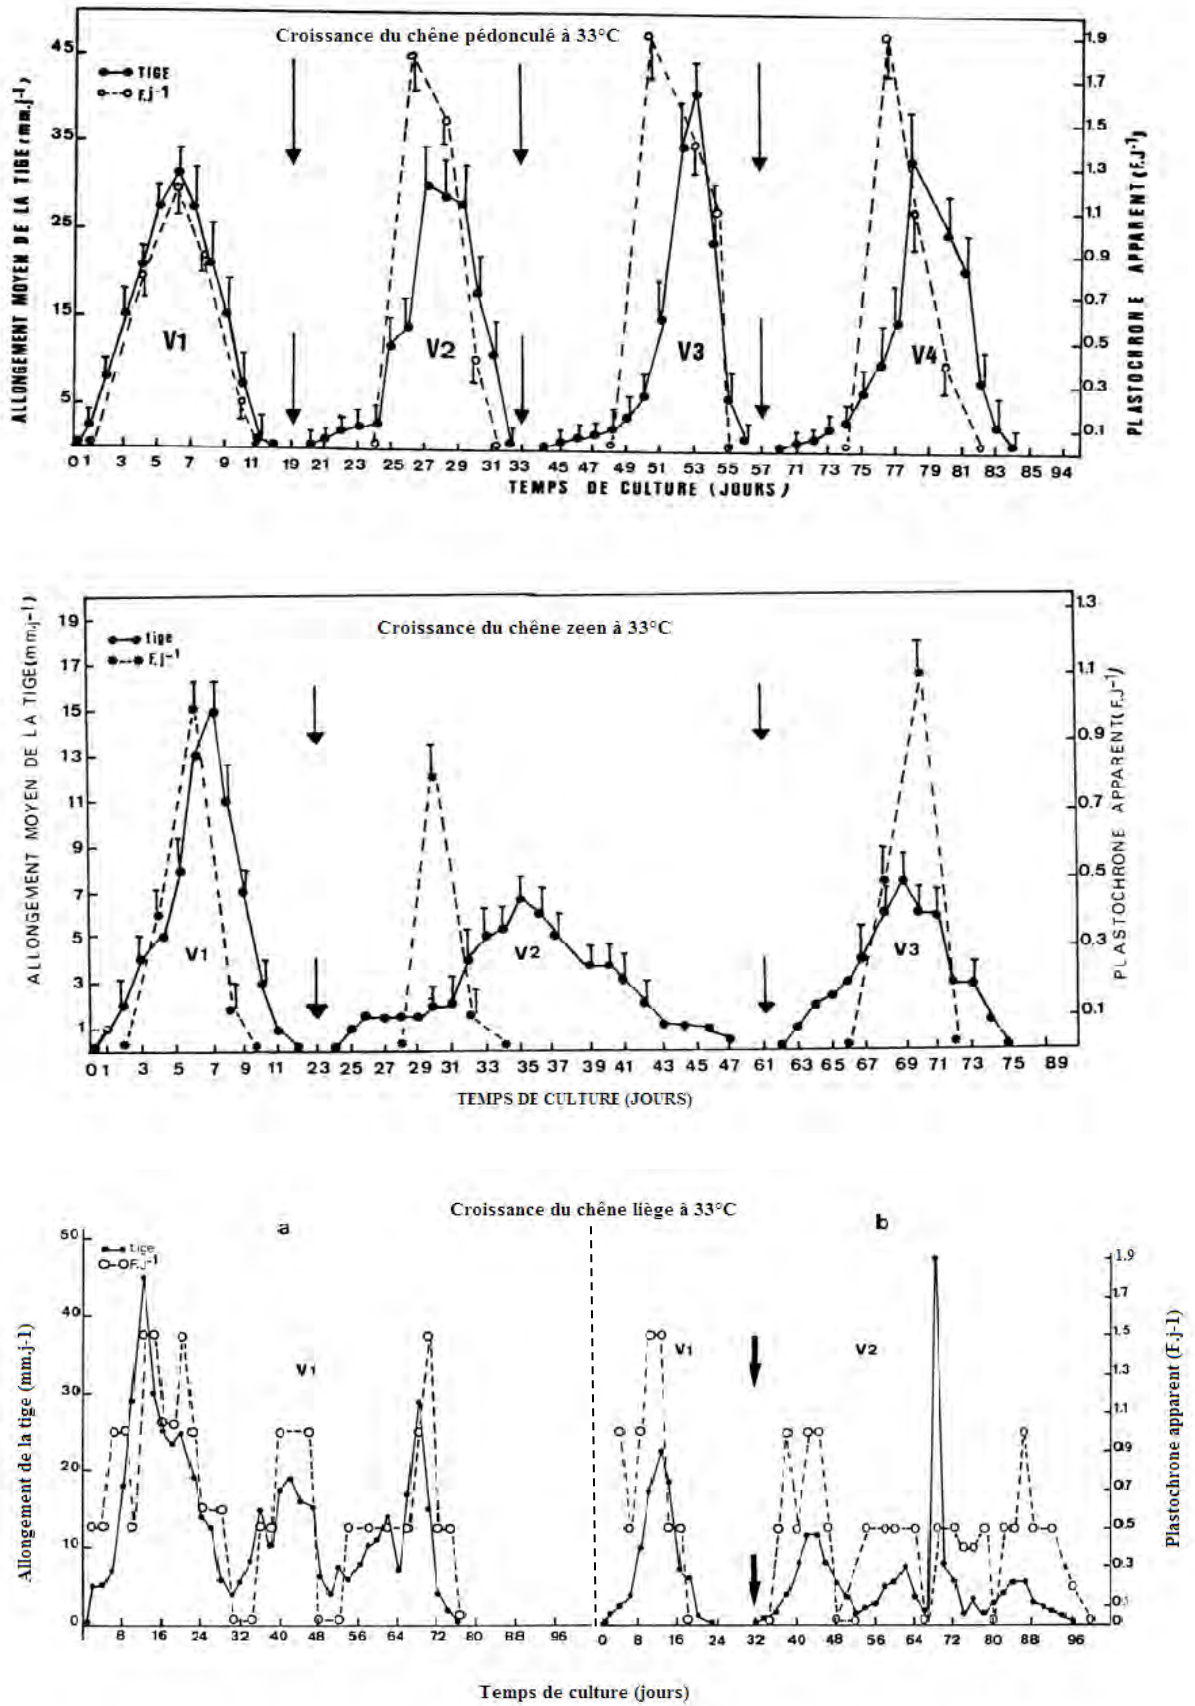 Croissance du chêne pédonculé à 33°C
ALLONGEMENT MOYEN DE LA TIGE (mm.j-1)
45
35
25
15
5
TIGE
F.j-1
V1
V2
V3
V4
1.9
1.7
1.5
1.3
1.1
0.9
0.7
0.5
0.3
0.1
PLASTOCHRONE APPARENT (F.J-1)
0 1 3 5 7 9 11 19 21 23 25 27 29 31 33 45 47 49 51 53 55 57 71 73 75 77 79 81 83 85 94
TEMPS DE CULTURE (JOURS)
Croissance du chêne zeen à 33°C
ALLONGEMENT MOYEN DE LA TIGE (mm.j-1)
19
17
15
13
11
9
7
5
3
1
tige
F.j-1
V1
V2
V3
1.3
1.1
0.9
0.7
0.5
0.3
0.1
PLASTOCHRONE APPARENT (F.J-1)
0 1 3 5 7 9 11 23 25 27 29 31 33 35 37 39 41 43 45 47 61 63 65 67 69 71 73 75 89
TEMPS DE CULTURE (JOURS)
Croissance du chêne liège à 33°C
a
b
Allongement de la tige (mm.j-1)
50
40
30
20
10
0
tige
F.j-1
V1
V1
V2
1.9
1.7
1.5
1.3
1.1
0.9
0.7
0.5
0.3
0.1
0
Plastochrone apparent (F.j-1)
8 16 24 32 40 48 56 64 72 80 88 96
0 8 16 24 32 40 48 56 64 72 80 88 96
Temps de culture (jours)